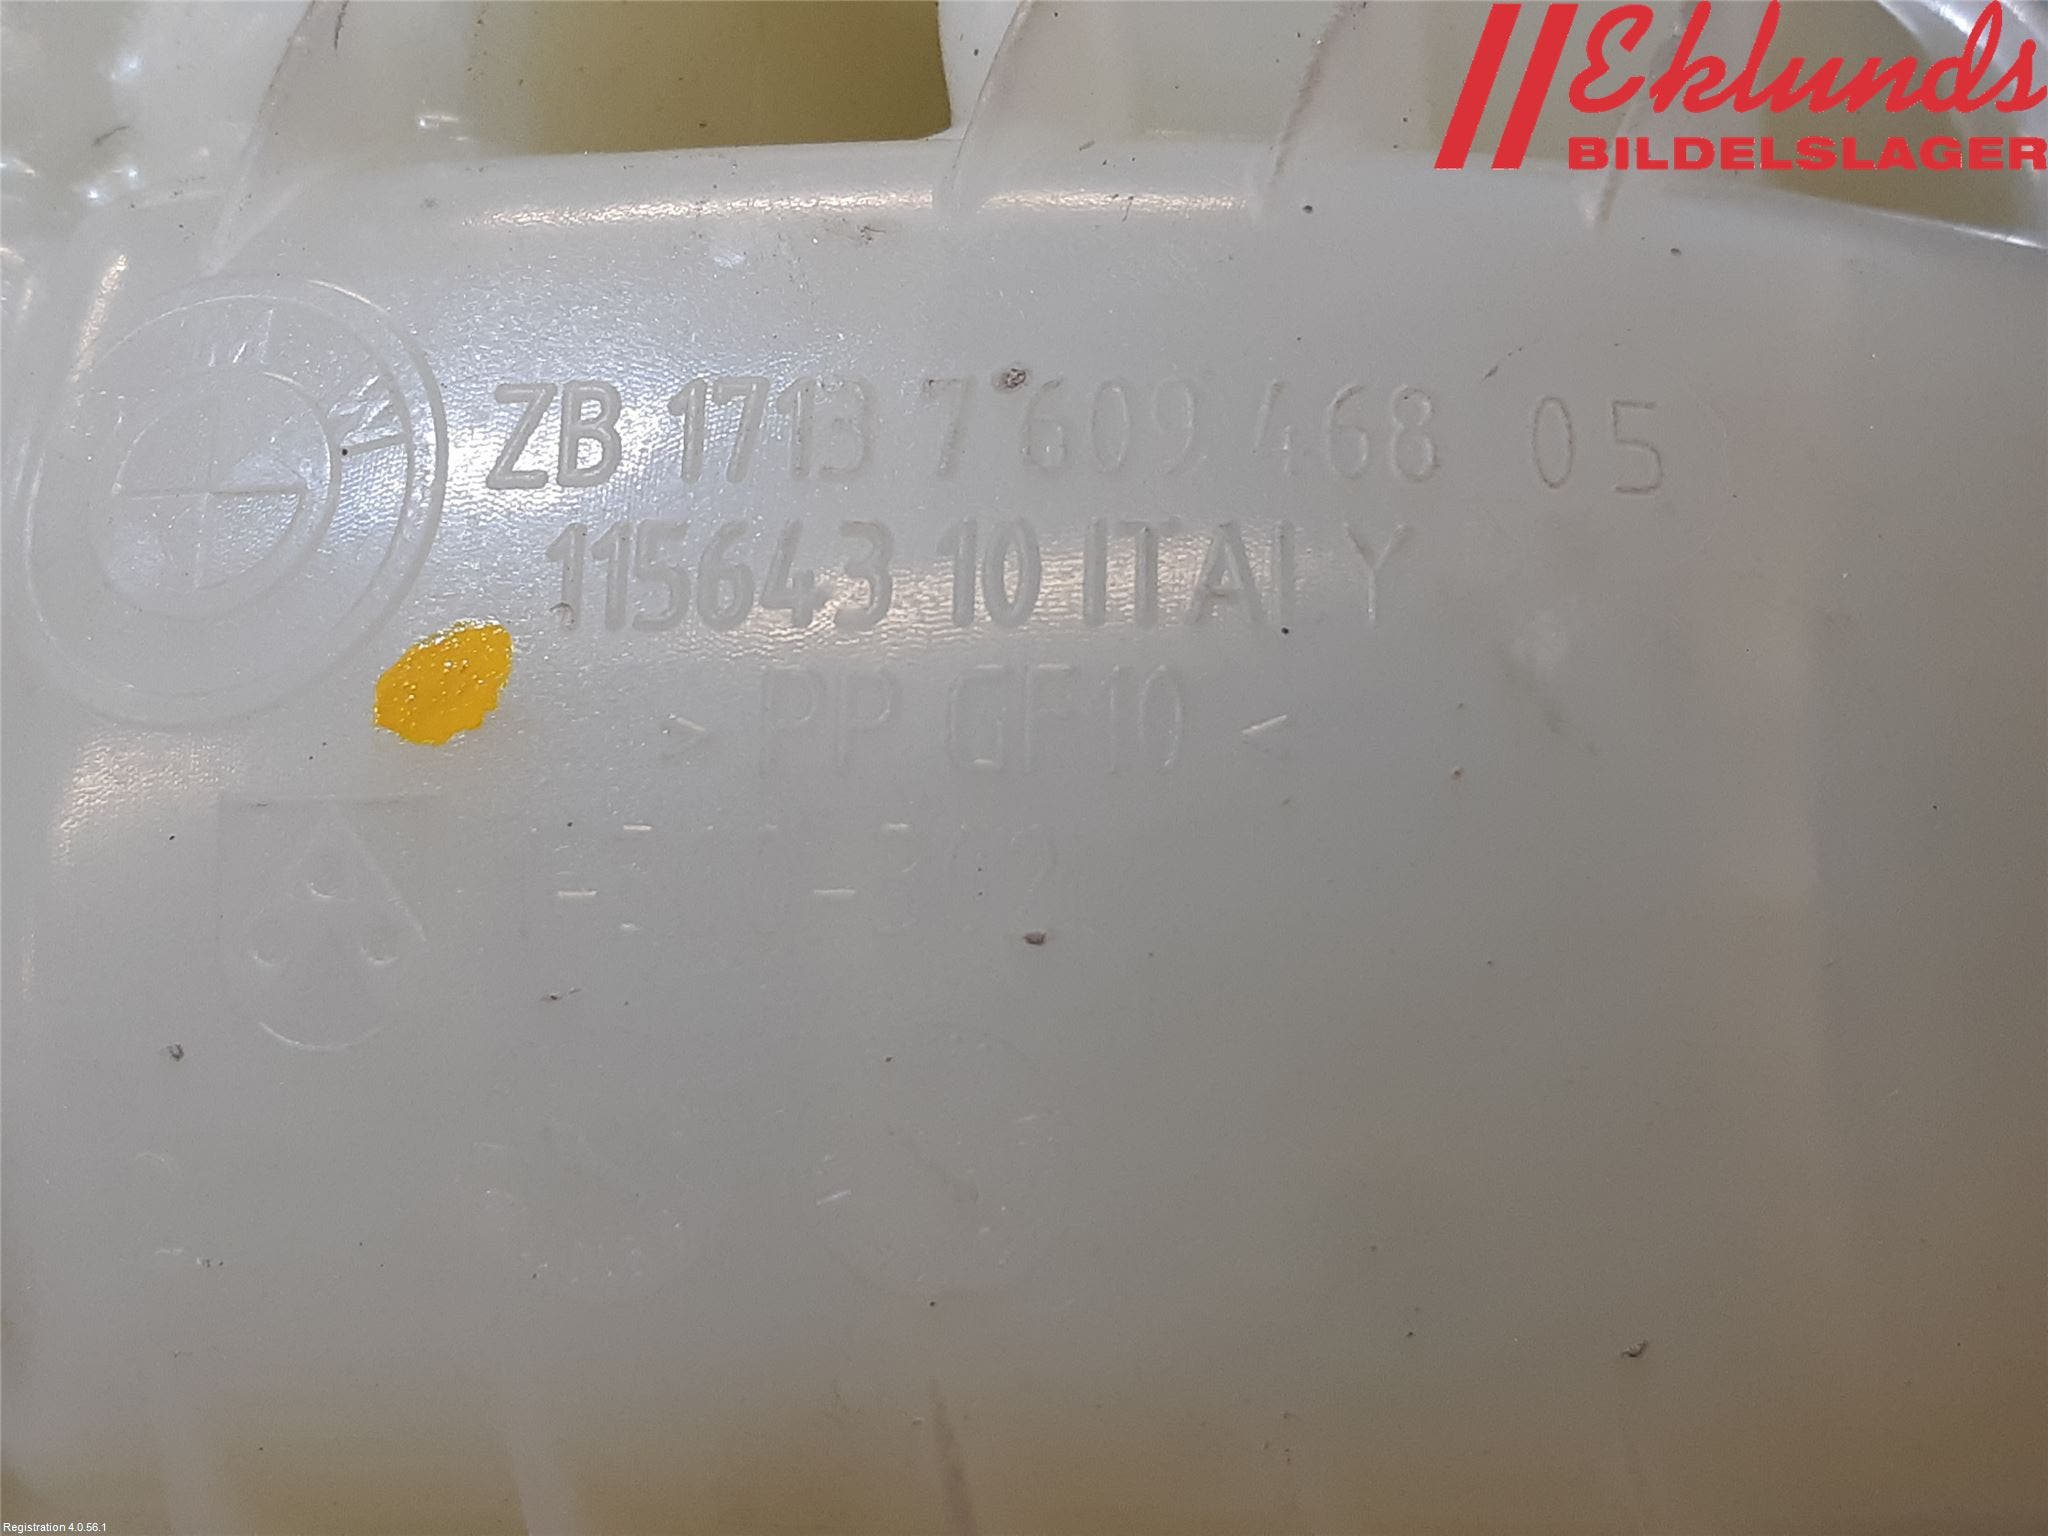 Eklunds
BILDELSLAGER
ZB 1713 7 609 468 05
115643 10 ITALY
> PP GF10 <
Registration 4.0.56.1